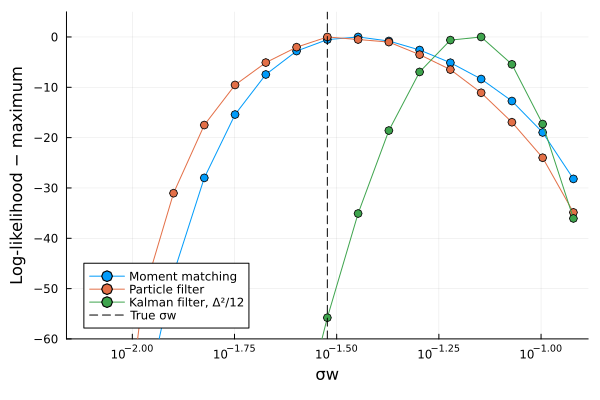 Log-likelihood − maximum
0
−10
−20
−30
−40
−50
−60
Moment matching
Particle filter
Kalman filter, Δ²/12
True σw
10⁻²·⁰⁰ 10⁻¹·⁷⁵ 10⁻¹·⁵⁰ 10⁻¹·²⁵ 10⁻¹·⁰⁰
σw